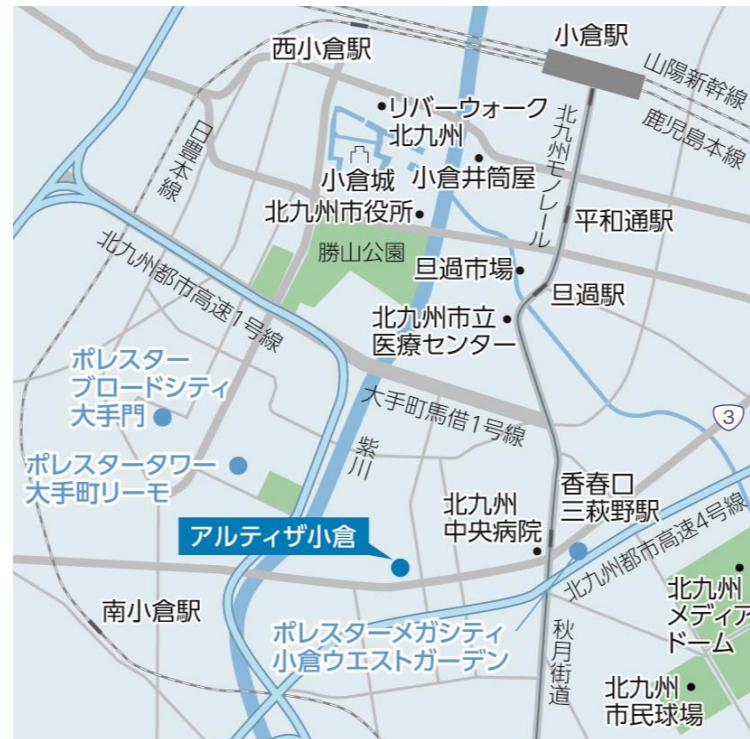 小倉駅
西小倉駅
山陽新幹線
鹿児島本線
リバーウォーク
北九州
北九州モノレール
日豊本線
小倉城
小倉井筒屋
北九州市役所
平和通駅
勝山公園
旦過市場
旦過駅
北九州都市高速1号線
北九州市立
医療センター
ポレスター
ブロードシティ
大手門
大手町馬借1号線
3
紫川
ポレスタータワー
大手町リーモ
香春口
三萩野駅
北九州
中央病院
アルティザ小倉
北九州都市高速4号線
北九州
メディア
ドーム
南小倉駅
ポレスターメガシティ
小倉ウエストガーデン
秋月街道
北九州
市民球場